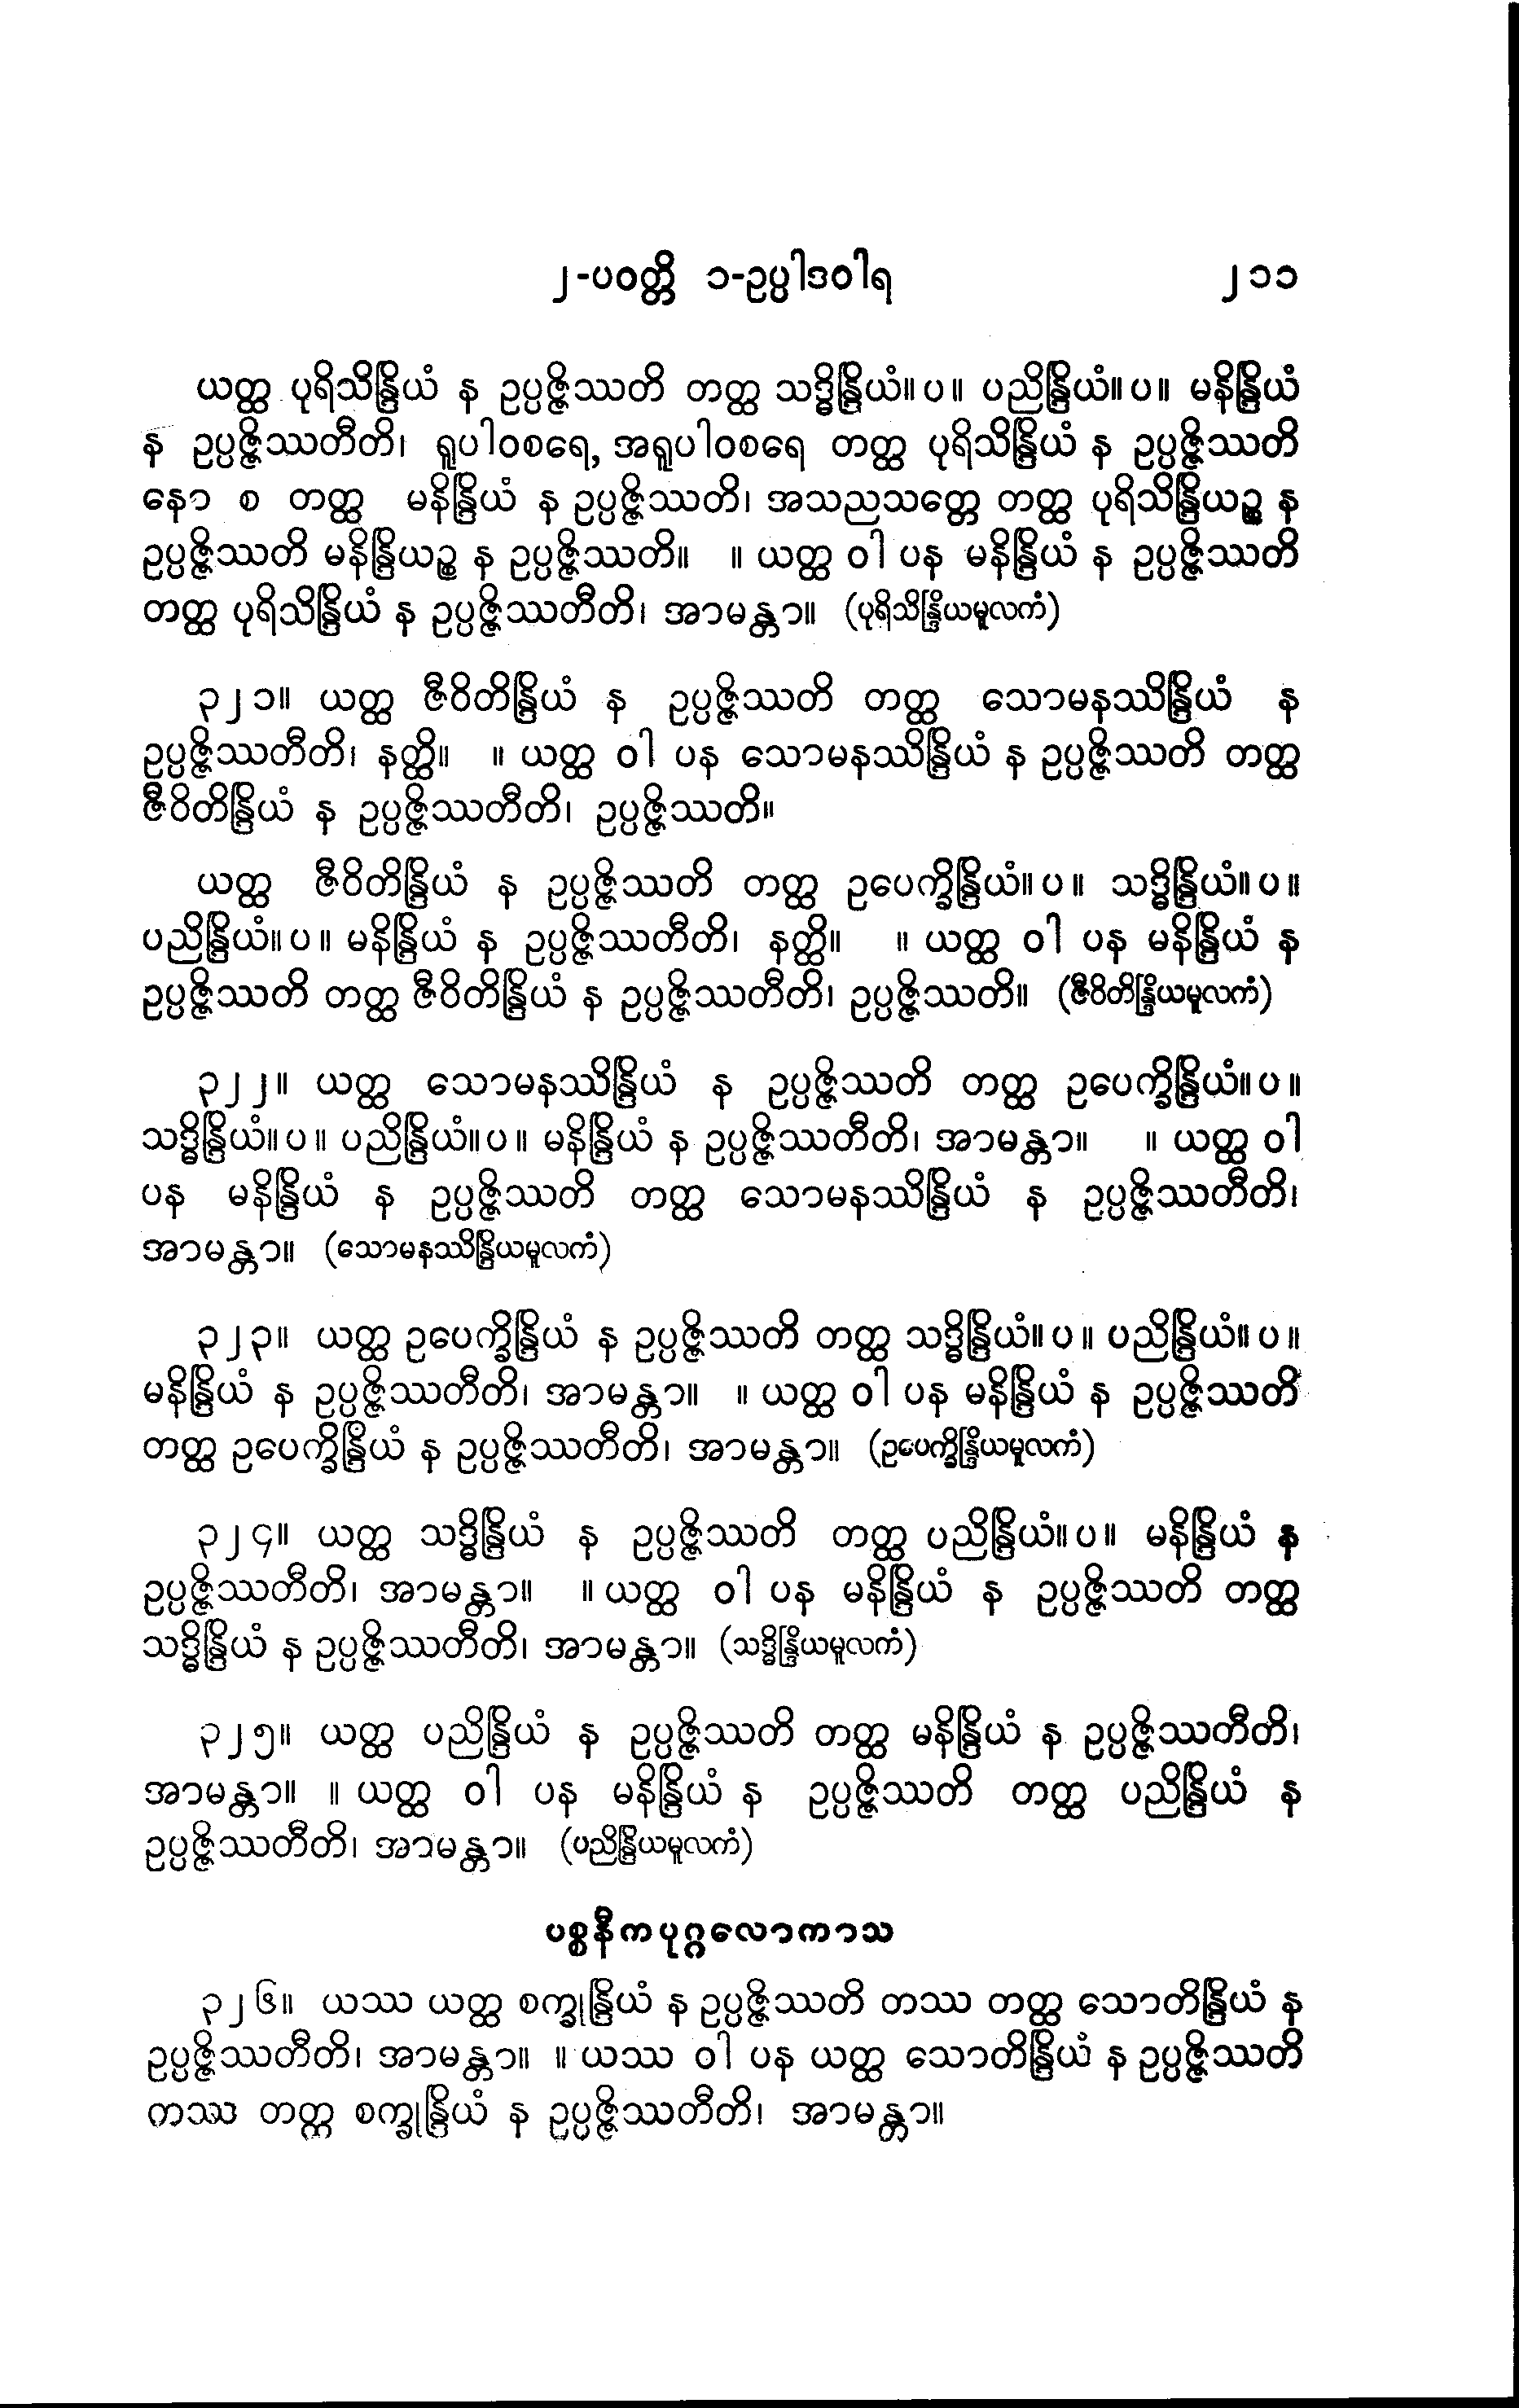 ၂-ပဝတ္တိ ၁-ဥပ္ပါဒဝါရ ၂၁၁
ယတ္ထ ပုရိသိန္ဒြိယံ န ဥပ္ပဇ္ဇိဿတိ တတ္ထ သဒ္ဓိန္ဒြိယံ။ပ။ ပညိန္ဒြိယံ။ပ။ မနိန္ဒြိယံ
န ဥပ္ပဇ္ဇိဿတီတိ၊ ရူပါဝစရေ, အရူပါဝစရေ တတ္ထ ပုရိသိန္ဒြိယံ န ဥပ္ပဇ္ဇိဿတိ
နော စ တတ္ထ မနိန္ဒြိယံ န ဥပ္ပဇ္ဇိဿတိ၊ အသညသတ္တေ တတ္ထ ပုရိသိန္ဒြိယဉ္စ န
ဥပ္ပဇ္ဇိဿတိ မနိန္ဒြိယဉ္စ န ဥပ္ပဇ္ဇိဿတိ။ ။ ယတ္ထ ဝါ ပန မနိန္ဒြိယံ န ဥပ္ပဇ္ဇိဿတိ
တတ္ထ ပုရိသိန္ဒြိယံ န ဥပ္ပဇ္ဇိဿတီတိ၊ အာမန္တာ။ (ပုရိသိန္ဒြိယမူလကံ)
၃၂၁။ ယတ္ထ ဇီဝိတိန္ဒြိယံ န ဥပ္ပဇ္ဇိဿတိ တတ္ထ သောမနဿိန္ဒြိယံ န
ဥပ္ပဇ္ဇိဿတီတိ၊ နတ္ထိ။ ။ ယတ္ထ ဝါ ပန သောမနဿိန္ဒြိယံ န ဥပ္ပဇ္ဇိဿတိ တတ္ထ
ဇီဝိတိန္ဒြိယံ န ဥပ္ပဇ္ဇိဿတီတိ၊ ဥပ္ပဇ္ဇိဿတိ။
ယတ္ထ ဇီဝိတိန္ဒြိယံ န ဥပ္ပဇ္ဇိဿတိ တတ္ထ ဥပေက္ခိန္ဒြိယံ။ပ။ သဒ္ဓိန္ဒြိယံ။ပ။
ပညိန္ဒြိယံ။ပ။ မနိန္ဒြိယံ န ဥပ္ပဇ္ဇိဿတီတိ၊ နတ္ထိ။ ။ ယတ္ထ ဝါ ပန မနိန္ဒြိယံ န
ဥပ္ပဇ္ဇိဿတိ တတ္ထ ဇီဝိတိန္ဒြိယံ န ဥပ္ပဇ္ဇိဿတီတိ၊ ဥပ္ပဇ္ဇိဿတိ။ (ဇီဝိတိန္ဒြိယမူလကံ)
၃၂၂။ ယတ္ထ သောမနဿိန္ဒြိယံ န ဥပ္ပဇ္ဇိဿတိ တတ္ထ ဥပေက္ခိန္ဒြိယံ။ပ။
သဒ္ဓိန္ဒြိယံ။ပ။ ပညိန္ဒြိယံ။ပ။ မနိန္ဒြိယံ န ဥပ္ပဇ္ဇိဿတီတိ၊ အာမန္တာ။ ။ ယတ္ထ ဝါ
ပန မနိန္ဒြိယံ န ဥပ္ပဇ္ဇိဿတိ တတ္ထ သောမနဿိန္ဒြိယံ န ဥပ္ပဇ္ဇိဿတီတိ၊
အာမန္တာ။ (သောမနဿိန္ဒြိယမူလကံ)
၃၂၃။ ယတ္ထ ဥပေက္ခိန္ဒြိယံ န ဥပ္ပဇ္ဇိဿတိ တတ္ထ သဒ္ဓိန္ဒြိယံ။ပ။ ပညိန္ဒြိယံ။ပ။
မနိန္ဒြိယံ န ဥပ္ပဇ္ဇိဿတီတိ၊ အာမန္တာ။ ။ ယတ္ထ ဝါ ပန မနိန္ဒြိယံ န ဥပ္ပဇ္ဇိဿတိ
တတ္ထ ဥပေက္ခိန္ဒြိယံ န ဥပ္ပဇ္ဇိဿတီတိ၊ အာမန္တာ။ (ဥပေက္ခိန္ဒြိယမူလကံ)
၃၂၄။ ယတ္ထ သဒ္ဓိန္ဒြိယံ န ဥပ္ပဇ္ဇိဿတိ တတ္ထ ပညိန္ဒြိယံ။ပ။ မနိန္ဒြိယံ န
ဥပ္ပဇ္ဇိဿတီတိ၊ အာမန္တာ။ ။ ယတ္ထ ဝါ ပန မနိန္ဒြိယံ န ဥပ္ပဇ္ဇိဿတိ တတ္ထ
သဒ္ဓိန္ဒြိယံ န ဥပ္ပဇ္ဇိဿတီတိ၊ အာမန္တာ။ (သဒ္ဓိန္ဒြိယမူလကံ)
၃၂၅။ ယတ္ထ ပညိန္ဒြိယံ န ဥပ္ပဇ္ဇိဿတိ တတ္ထ မနိန္ဒြိယံ န ဥပ္ပဇ္ဇိဿတီတိ၊
အာမန္တာ။ ။ ယတ္ထ ဝါ ပန မနိန္ဒြိယံ န ဥပ္ပဇ္ဇိဿတိ တတ္ထ ပညိန္ဒြိယံ န
ဥပ္ပဇ္ဇိဿတီတိ၊ အာမန္တာ။ (ပညိန္ဒြိယမူလကံ)
ပစ္စနီကပုဂ္ဂလောကာသ
၃၂၆။ ယဿ ယတ္ထ စက္ခုန္ဒြိယံ န ဥပ္ပဇ္ဇိဿတိ တဿ တတ္ထ သောတိန္ဒြိယံ န
ဥပ္ပဇ္ဇိဿတီတိ၊ အာမန္တာ။ ။ ယဿ ဝါ ပန ယတ္ထ သောတိန္ဒြိယံ န ဥပ္ပဇ္ဇိဿတိ
တဿ တတ္ထ စက္ခုန္ဒြိယံ န ဥပ္ပဇ္ဇိဿတီတိ၊ အာမန္တာ။